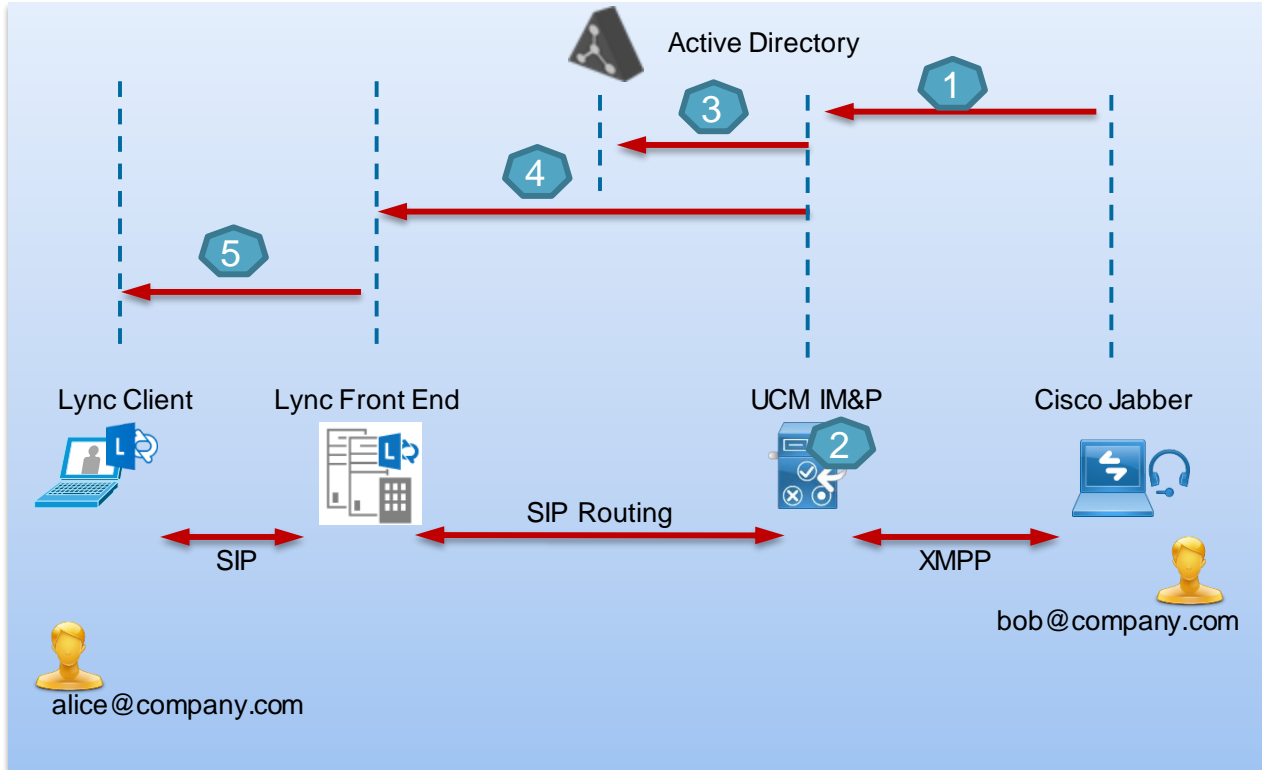 Active Directory
1
3
4
5
Lync Client
Lync Front End
UCM IM&P
Cisco Jabber
L
L
2
SIP Routing
SIP
XMPP
bob@company.com
alice@company.com